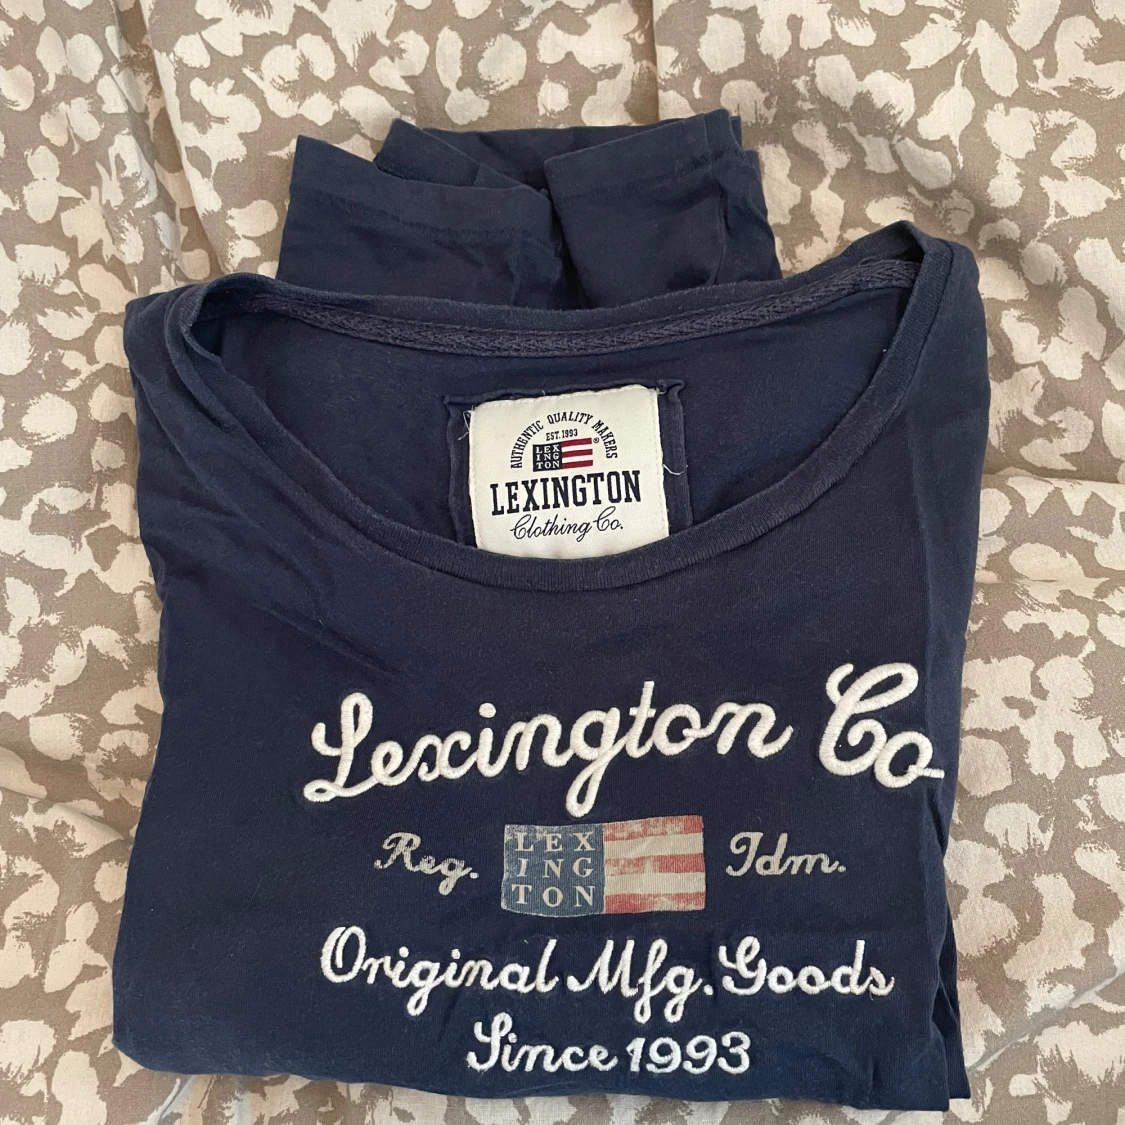 AUTHENTIC QUALITY MAKERS
EST. 1993
LEX
ING
TON
®
LEXINGTON
Clothing Co.
Lexington Co
Reg.
LEX
ING
TON
Idm.
Original Mfg. Goods
Since 1993